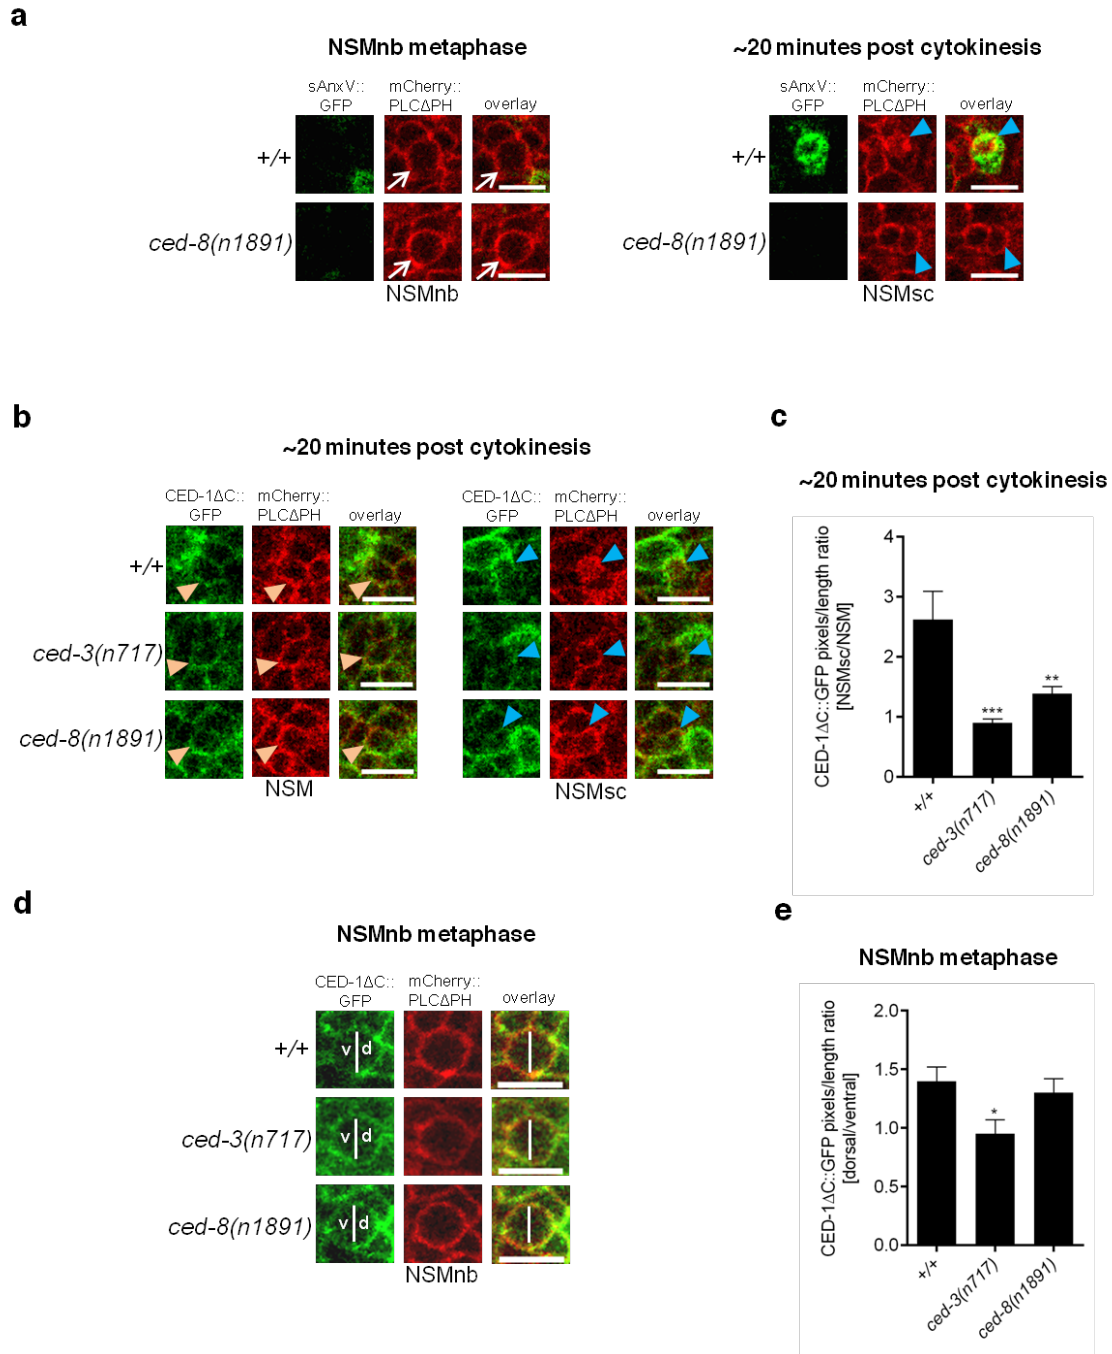 a
NSMnb metaphase
~20 minutes post cytokinesis
sAnxV::
GFP
mCherry::
PLCΔPH
overlay
sAnxV::
GFP
mCherry::
PLCΔPH
overlay
+/+
+/+
ced-8(n1891)
ced-8(n1891)
NSMnb
NSMsc
b
~20 minutes post cytokinesis
CED-1ΔC::
GFP
mCherry::
PLCΔPH
overlay
CED-1ΔC::
GFP
mCherry::
PLCΔPH
overlay
+/+
ced-3(n717)
ced-8(n1891)
NSM
NSMsc
c
~20 minutes post cytokinesis
CED-1ΔC::GFP pixels/length ratio
[NSMsc/NSM]
4
3
2
1
0
***
**
+/+
ced-3(n717)
ced-8(n1891)
d
NSMnb metaphase
CED-1ΔC::
GFP
mCherry::
PLCΔPH
overlay
+/+
v d
ced-3(n717)
v d
ced-8(n1891)
v d
NSMnb
e
NSMnb metaphase
CED-1ΔC::GFP pixels/length ratio
[dorsal/ventral]
2.0
1.5
1.0
0.5
0.0
*
+/+
ced-3(n717)
ced-8(n1891)